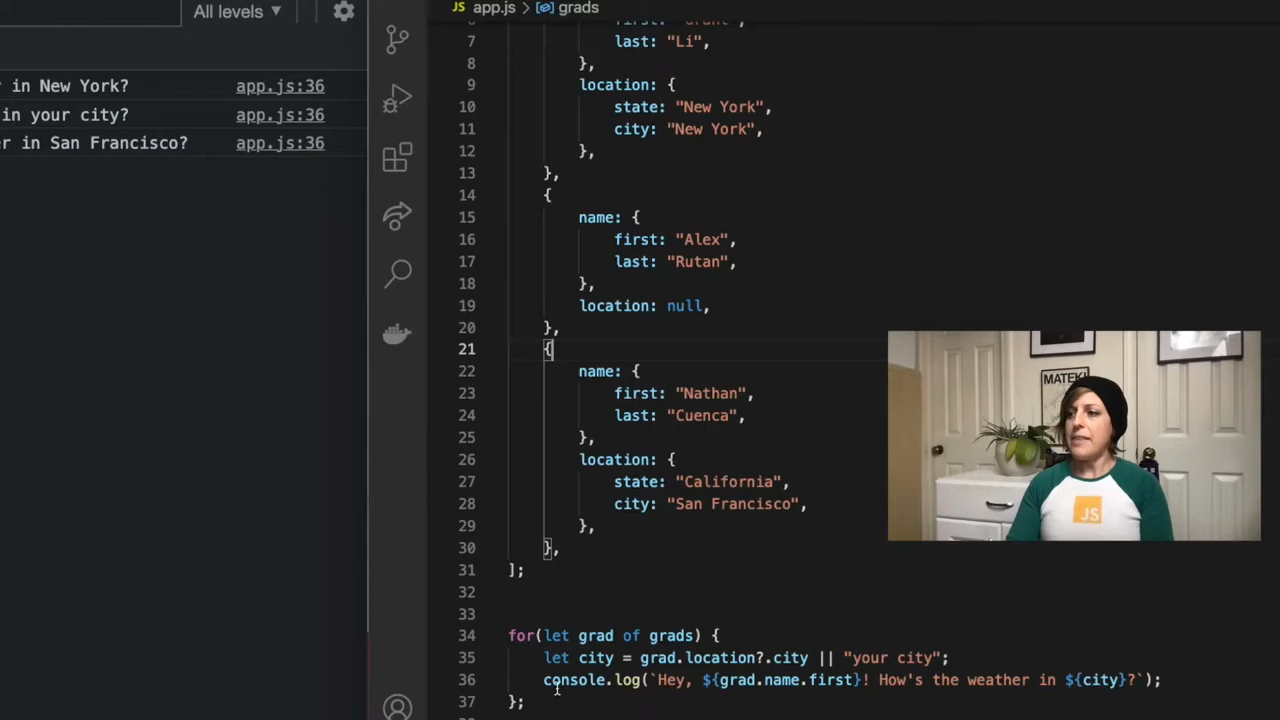 All levels ▼
r in New York? app.js:36
in your city? app.js:36
er in San Francisco? app.js:36
JS app.js > grads
6
7 last: "Li",
8 },
9 location: {
10 state: "New York",
11 city: "New York",
12 },
13 },
14 {
15 name: {
16 first: "Alex",
17 last: "Rutan",
18 },
19 location: null,
20 },
21 {
22 name: {
23 first: "Nathan",
24 last: "Cuenca",
25 },
26 location: {
27 state: "California",
28 city: "San Francisco",
29 },
30 },
31 ];
32
33
34 for(let grad of grads) {
35 let city = grad.location?.city || "your city";
36 console.log(`Hey, ${grad.name.first}! How's the weather in ${city}?`);
37 };
MATEKI
JS